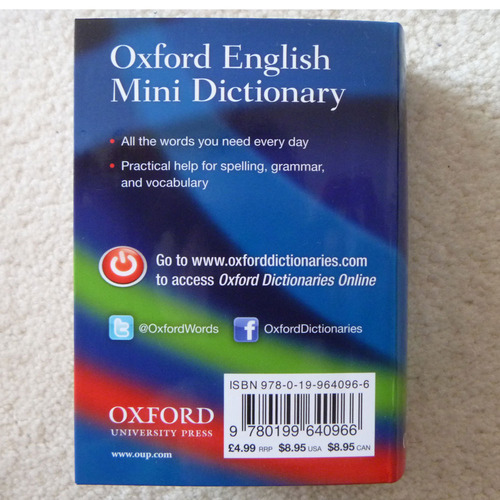 Oxford English
Mini Dictionary
• All the words you need every day
• Practical help for spelling, grammar,
and vocabulary
Go to www.oxforddictionaries.com
to access Oxford Dictionaries Online
@OxfordWords
OxfordDictionaries
ISBN 978-0-19-964096-6
9 780199 640966
£4.99 RRP $8.95 USA $8.95 CAN
OXFORD
UNIVERSITY PRESS
www.oup.com